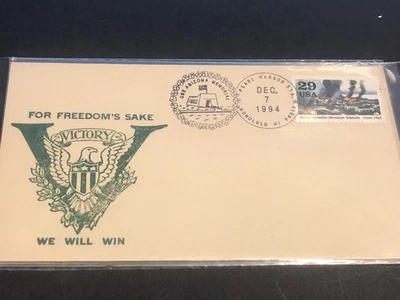 FOR FREEDOM'S SAKE
VICTORY
WE WILL WIN
USS ARIZONA MEMORIAL
PEARL HARBOR STA.
HONOLULU HI
DEC.
7
1994
29
USA